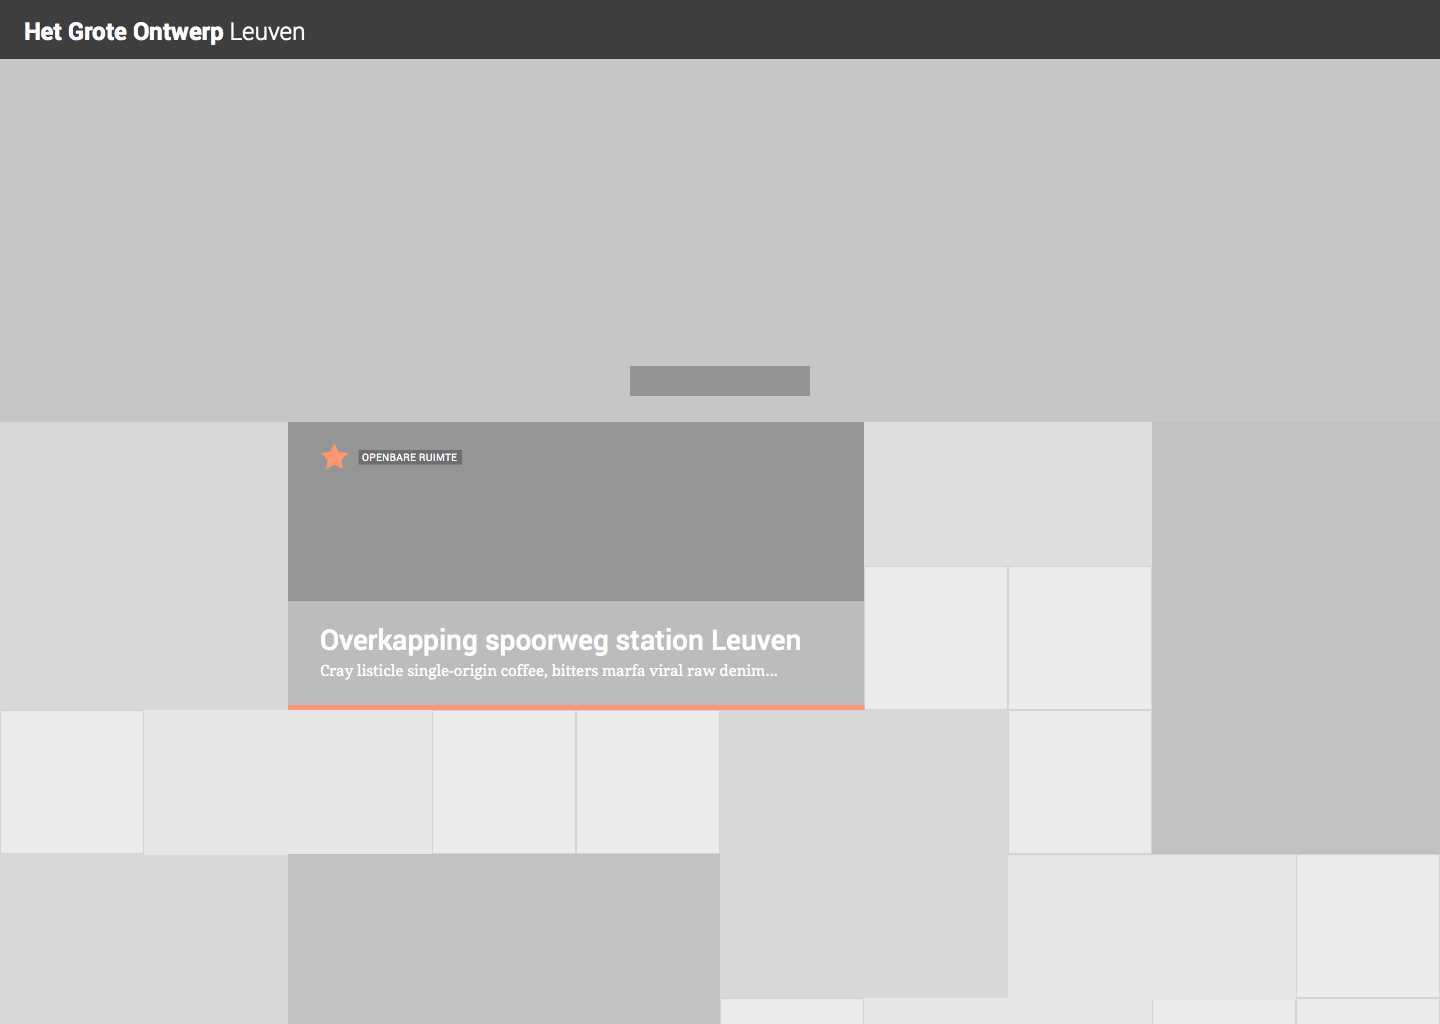 Het Grote Ontwerp Leuven
OPENBARE RUIMTE
Overkapping spoorweg station Leuven
Cray listicle single-origin coffee, bitters marfa viral raw denim...